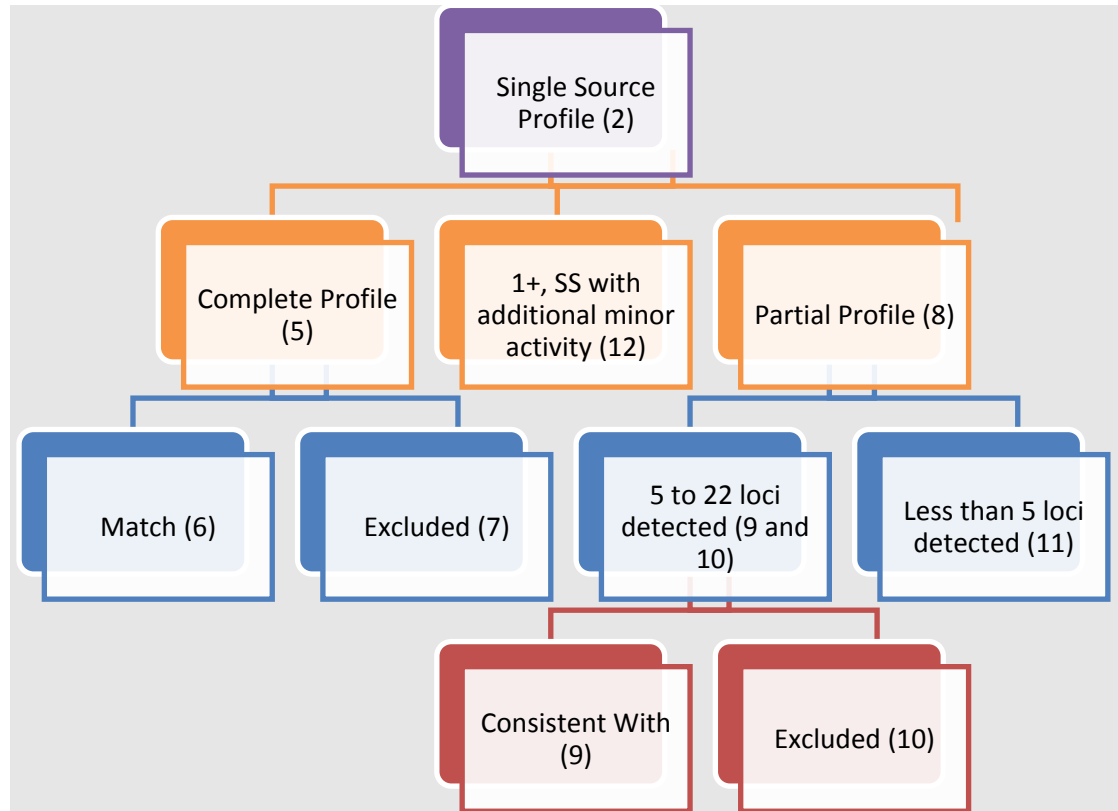 Single Source
Profile (2)
Complete Profile
(5)
1+, SS with
additional minor
activity (12)
Partial Profile (8)
Match (6)
Excluded (7)
5 to 22 loci
detected (9 and
10)
Less than 5 loci
detected (11)
Consistent With
(9)
Excluded (10)